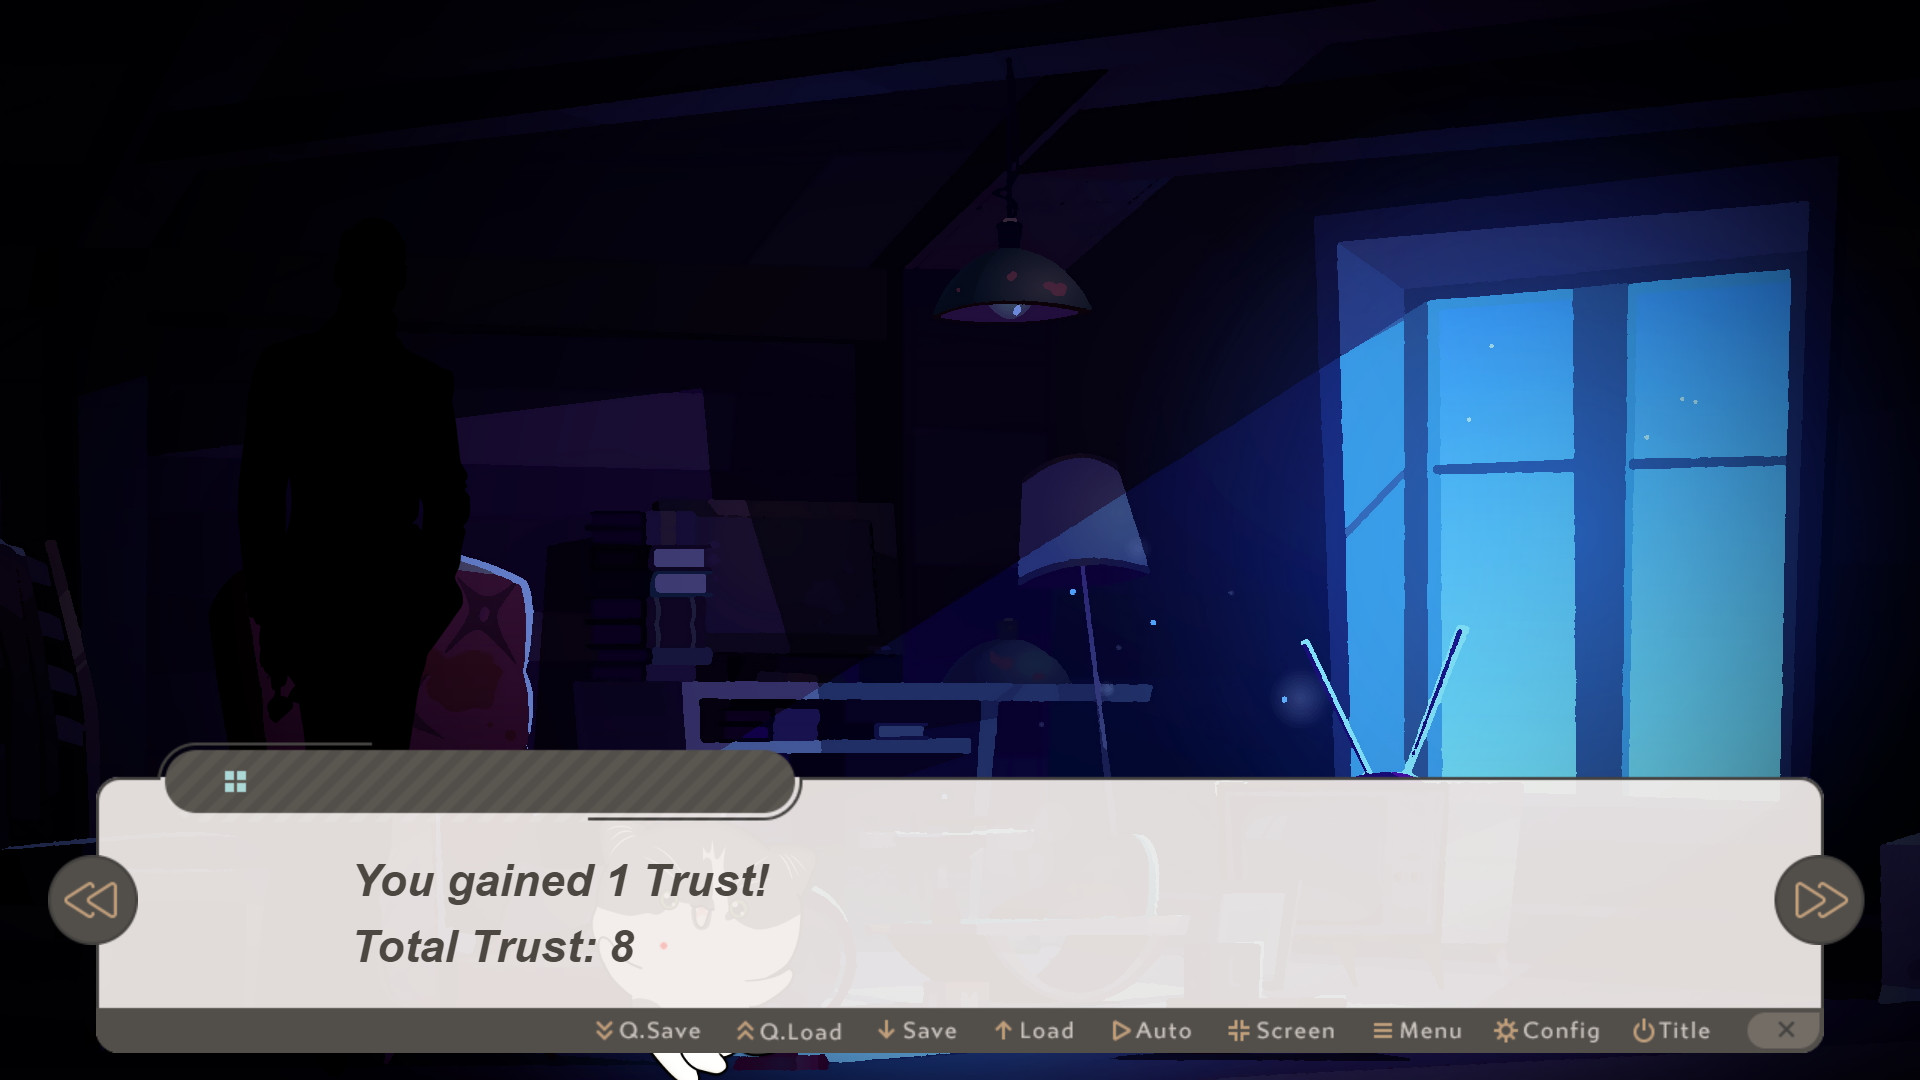 You gained 1 Trust!
Total Trust: 8
Q.Save Q.Load Save Load Auto Screen Menu Config Title